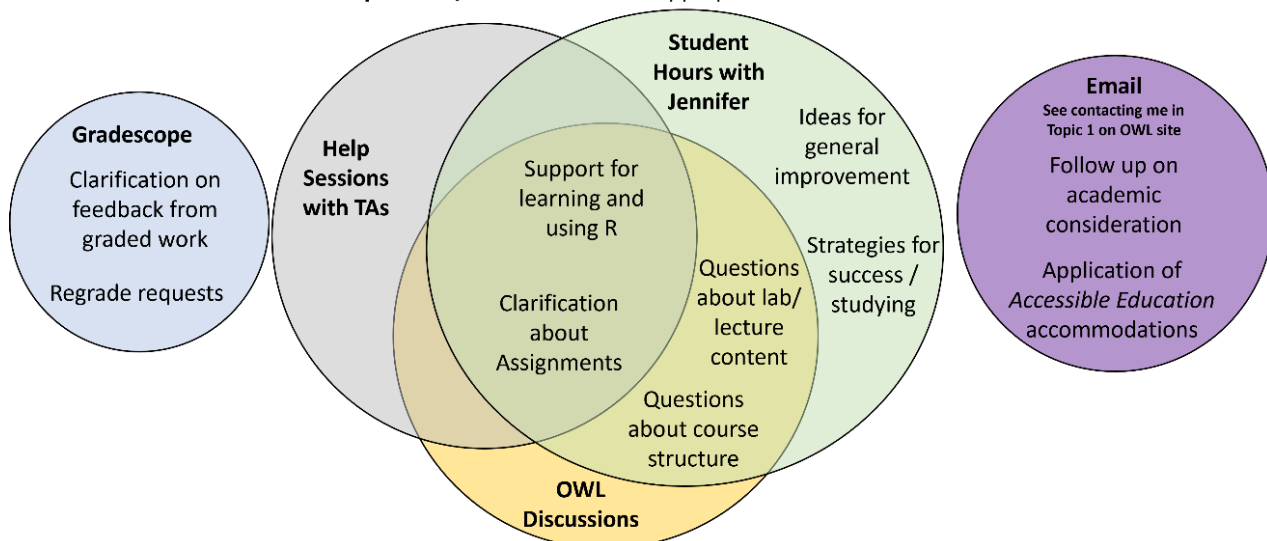 Gradescope
Clarification on
feedback from
graded work
Regrade requests
Help
Sessions
with TAs
Student
Hours with
Jennifer
Ideas for
general
improvement
Strategies for
success /
studying
Support for
learning and
using R
Clarification
about
Assignments
Questions
about lab/
lecture
content
Questions
about course
structure
OWL
Discussions
Email
See contacting me in
Topic 1 on OWL site
Follow up on
academic
consideration
Application of
Accessible Education
accommodations